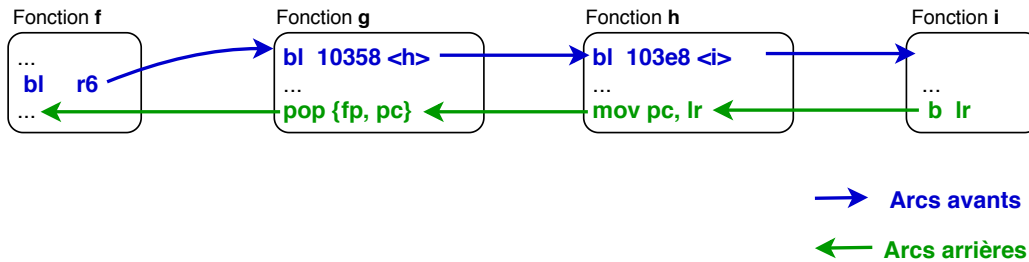 Fonction f
Fonction g
Fonction h
Fonction i
...
bl r6
...
bl 10358 <h>
...
pop {fp, pc}
bl 103e8 <i>
...
mov pc, lr
...
b lr
Arcs avants
Arcs arrières